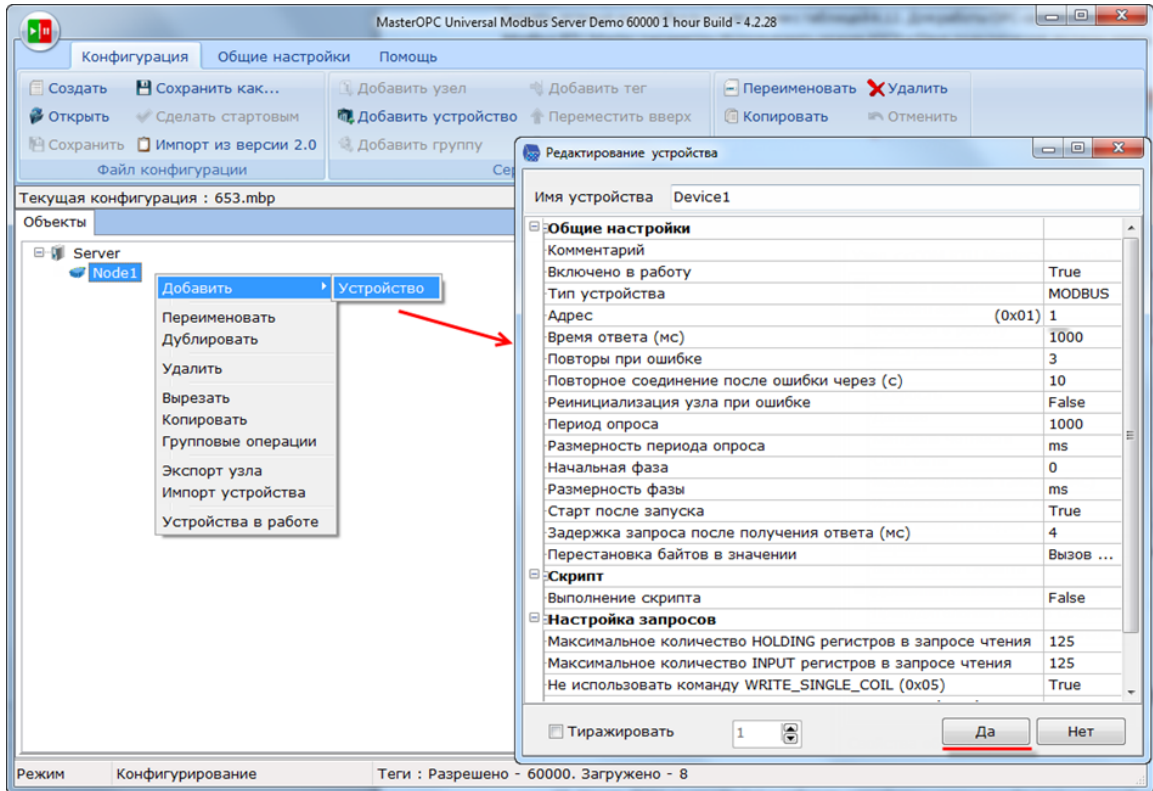 MasterOPC Universal Modbus Server Demo 60000 1 hour Build - 4.2.28
Конфигурация Общие настройки Помощь
Создать Сохранить как... Добавить узел Добавить тег Переименовать Удалить
Открыть Сделать стартовым Добавить устройство Переместить вверх Копировать Отменить
Сохранить Импорт из версии 2.0 Добавить группу
Файл конфигурации
Текущая конфигурация : 653.mbp
Объекты
Server
Node1
Добавить Устройство
Переименовать
Дублировать
Удалить
Вырезать
Копировать
Групповые операции
Экспорт узла
Импорт устройства
Устройства в работе
Редактирование устройства
Имя устройства Device1
Общие настройки
Комментарий
Включено в работу True
Тип устройства MODBUS
Адрес (0x01) 1
Время ответа (мс) 1000
Повторы при ошибке 3
Повторное соединение после ошибки через (с) 10
Реинициализация узла при ошибке False
Период опроса 1000
Размерность периода опроса ms
Начальная фаза 0
Размерность фазы ms
Старт после запуска True
Задержка запроса после получения ответа (мс) 4
Перестановка байтов в значении Вызов ...
Скрипт
Выполнение скрипта False
Настройка запросов
Максимальное количество HOLDING регистров в запросе чтения 125
Максимальное количество INPUT регистров в запросе чтения 125
Не использовать команду WRITE_SINGLE_COIL (0x05) True
Тиражировать 1 Да Нет
Режим Конфигурирование Теги : Разрешено - 60000. Загружено - 8